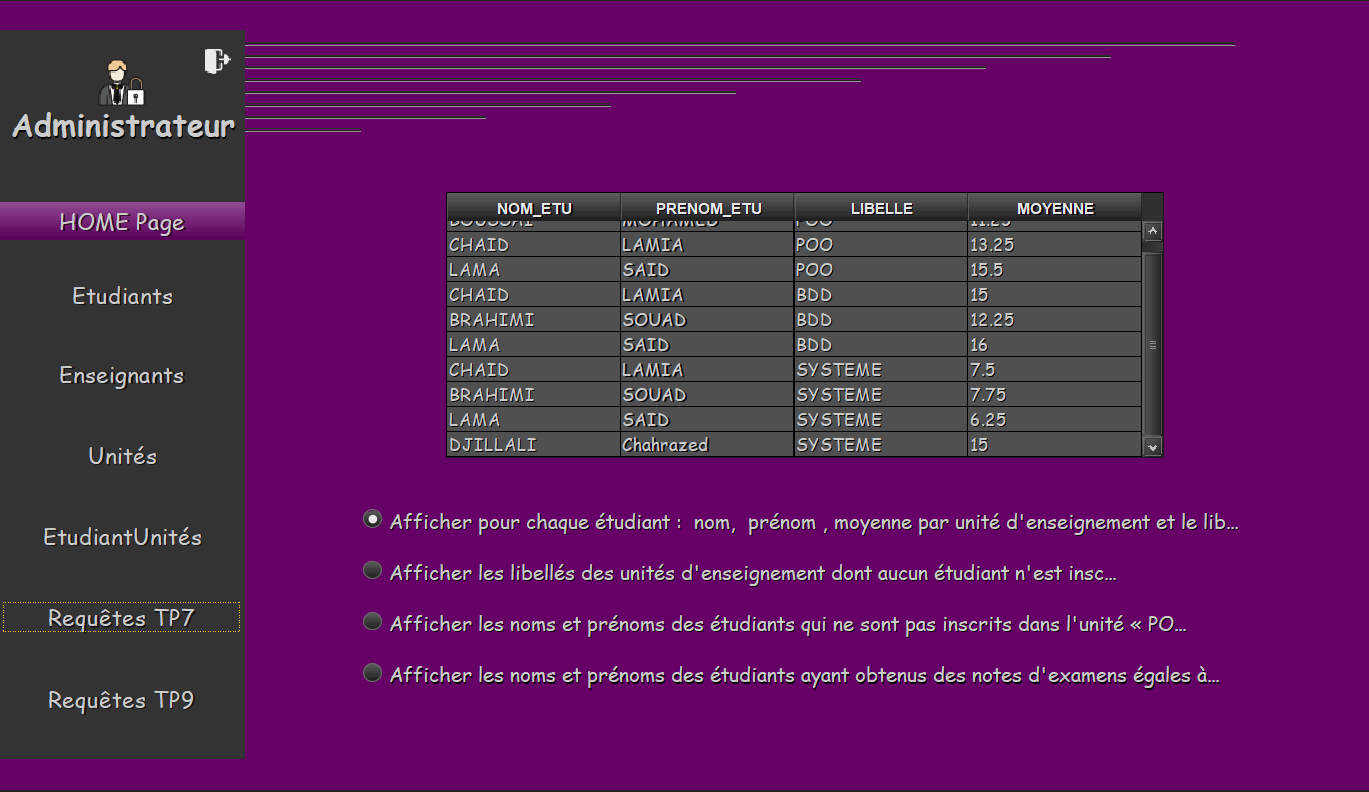 Administrateur
HOME Page
Etudiants
Enseignants
Unités
EtudiantUnités
Requêtes TP7
Requêtes TP9
NOM_ETU PRENOM_ETU LIBELLE MOYENNE
BOUSSAI MOHAMED POO 11.25
CHAID LAMIA POO 13.25
LAMA SAID POO 15.5
CHAID LAMIA BDD 15
BRAHIMI SOUAD BDD 12.25
LAMA SAID BDD 16
CHAID LAMIA SYSTEME 7.5
BRAHIMI SOUAD SYSTEME 7.75
LAMA SAID SYSTEME 6.25
DJILLALI Chahrazed SYSTEME 15
Afficher pour chaque étudiant : nom, prénom , moyenne par unité d'enseignement et le lib...
Afficher les libellés des unités d'enseignement dont aucun étudiant n'est insc...
Afficher les noms et prénoms des étudiants qui ne sont pas inscrits dans l'unité « PO...
Afficher les noms et prénoms des étudiants ayant obtenus des notes d'examens égales à...